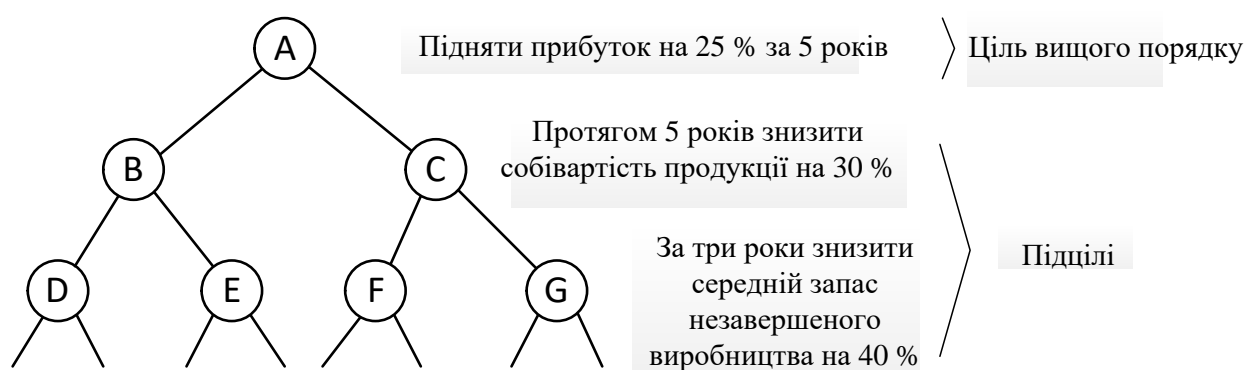 A
Підняти прибуток на 25 % за 5 років
Ціль вищого порядку
B
C
Протягом 5 років знизити
собівартість продукції на 30 %
D
E
F
G
За три роки знизити
середній запас
незавершеного
виробництва на 40 %
Підцілі